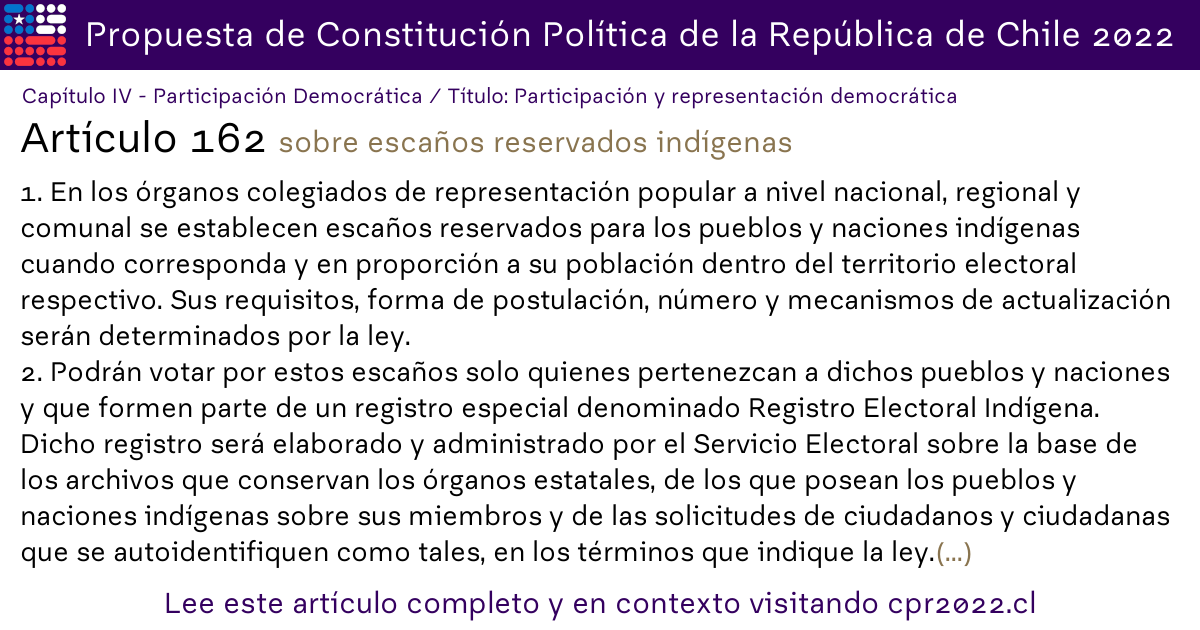 Propuesta de Constitución Política de la República de Chile 2022
Capítulo IV - Participación Democrática / Título: Participación y representación democrática
Artículo 162 sobre escaños reservados indígenas
1. En los órganos colegiados de representación popular a nivel nacional, regional y
comunal se establecen escaños reservados para los pueblos y naciones indígenas
cuando corresponda y en proporción a su población dentro del territorio electoral
respectivo. Sus requisitos, forma de postulación, número y mecanismos de actualización
serán determinados por la ley.
2. Podrán votar por estos escaños solo quienes pertenezcan a dichos pueblos y naciones
y que formen parte de un registro especial denominado Registro Electoral Indígena.
Dicho registro será elaborado y administrado por el Servicio Electoral sobre la base de
los archivos que conservan los órganos estatales, de los que posean los pueblos y
naciones indígenas sobre sus miembros y de las solicitudes de ciudadanos y ciudadanas
que se autoidentifiquen como tales, en los términos que indique la ley.(...)
Lee este artículo completo y en contexto visitando cpr2022.cl